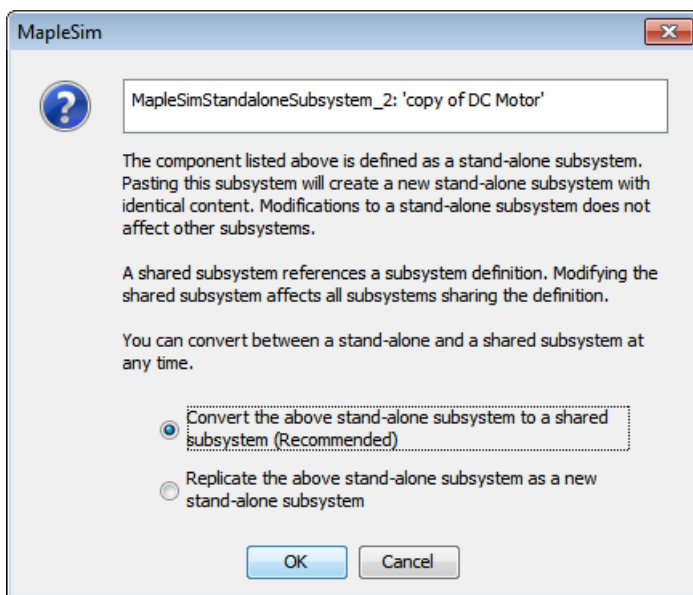 MapleSim
MapleSimStandaloneSubsystem_2: 'copy of DC Motor'
The component listed above is defined as a stand-alone subsystem.
Pasting this subsystem will create a new stand-alone subsystem with
identical content. Modifications to a stand-alone subsystem does not
affect other subsystems.
A shared subsystem references a subsystem definition. Modifying the
shared subsystem affects all subsystems sharing the definition.
You can convert between a stand-alone and a shared subsystem at
any time.
Convert the above stand-alone subsystem to a shared
subsystem (Recommended)
Replicate the above stand-alone subsystem as a new
stand-alone subsystem
OK Cancel